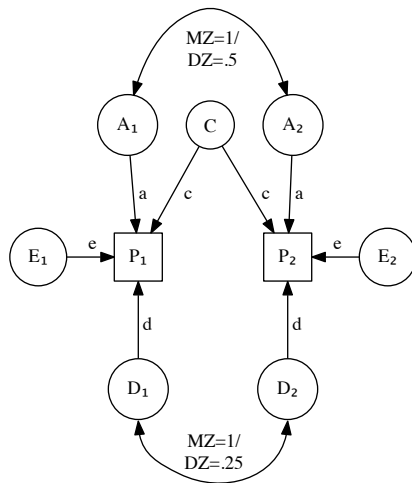 MZ=1/
DZ=.5
A₁
C
A₂
a
c
c
a
E₁
e
P₁
P₂
e
E₂
d
d
D₁
D₂
MZ=1/
DZ=.25